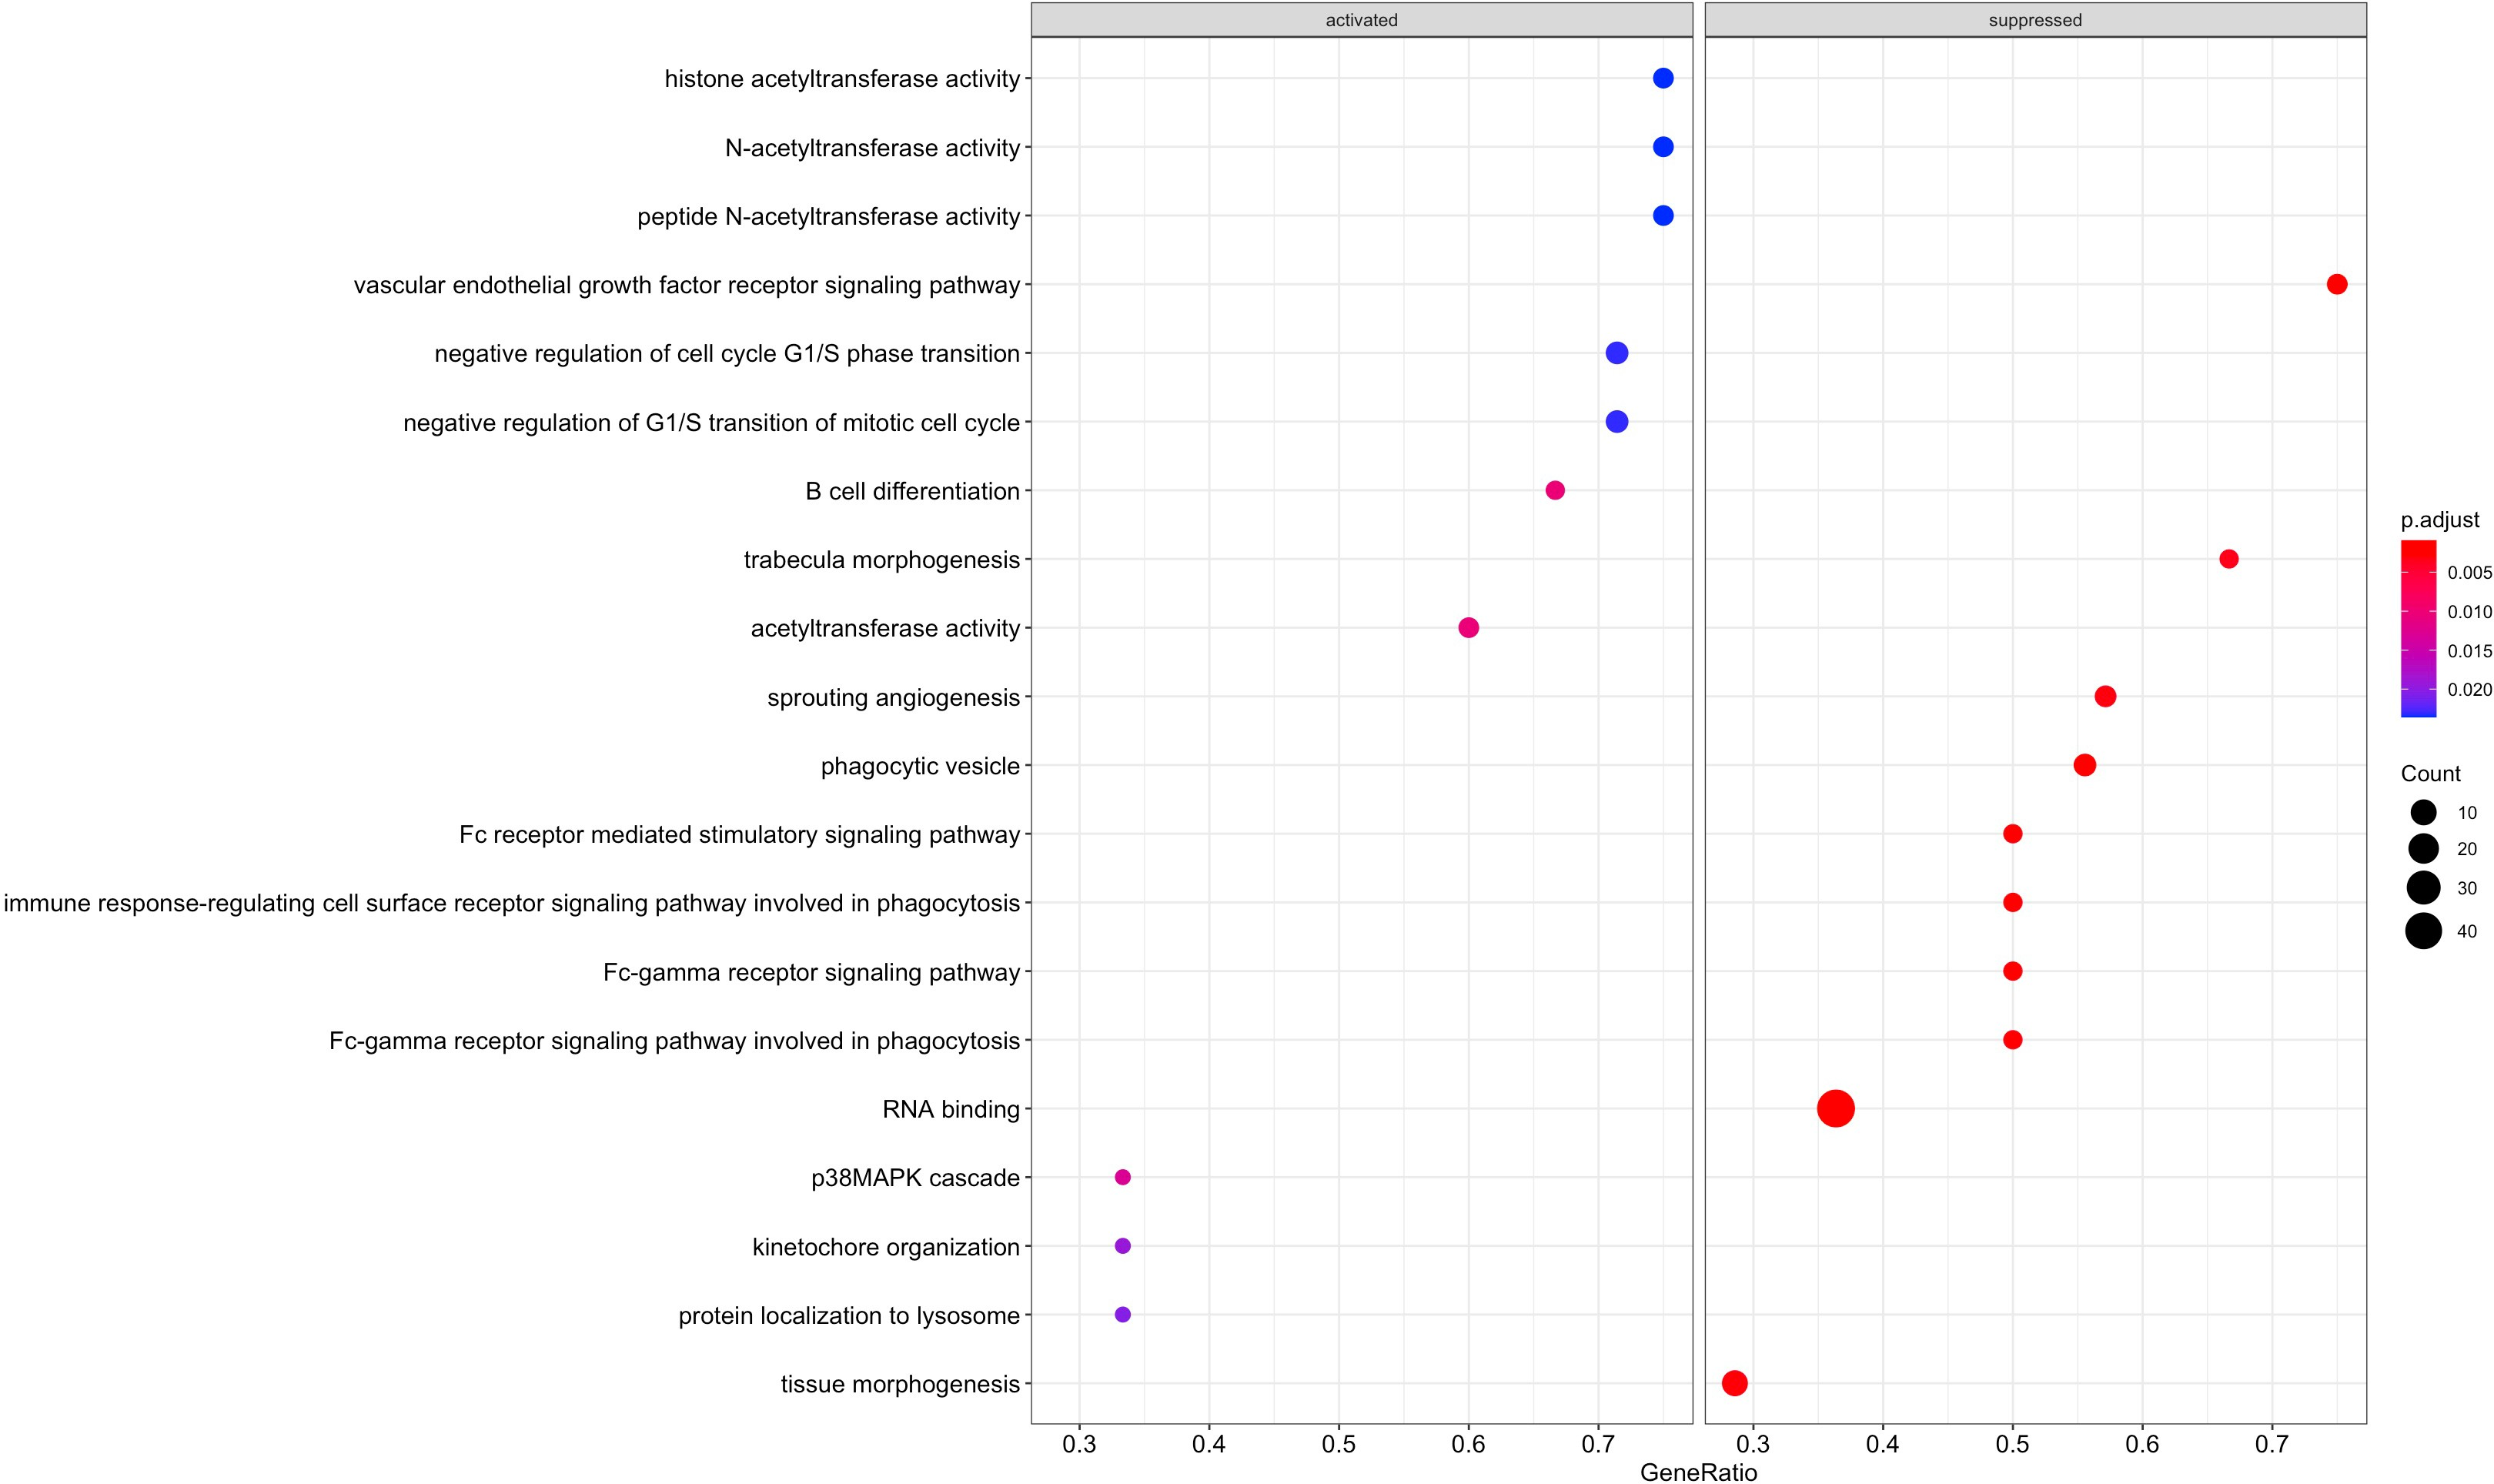 activated
suppressed
histone acetyltransferase activity
N-acetyltransferase activity
peptide N-acetyltransferase activity
vascular endothelial growth factor receptor signaling pathway
negative regulation of cell cycle G1/S phase transition
negative regulation of G1/S transition of mitotic cell cycle
B cell differentiation
trabecula morphogenesis
acetyltransferase activity
sprouting angiogenesis
phagocytic vesicle
Fc receptor mediated stimulatory signaling pathway
immune response-regulating cell surface receptor signaling pathway involved in phagocytosis
Fc-gamma receptor signaling pathway
Fc-gamma receptor signaling pathway involved in phagocytosis
RNA binding
p38MAPK cascade
kinetochore organization
protein localization to lysosome
tissue morphogenesis
0.3 0.4 0.5 0.6 0.7
0.3 0.4 0.5 0.6 0.7
GeneRatio
p.adjust
0.005
0.010
0.015
0.020
Count
10
20
30
40